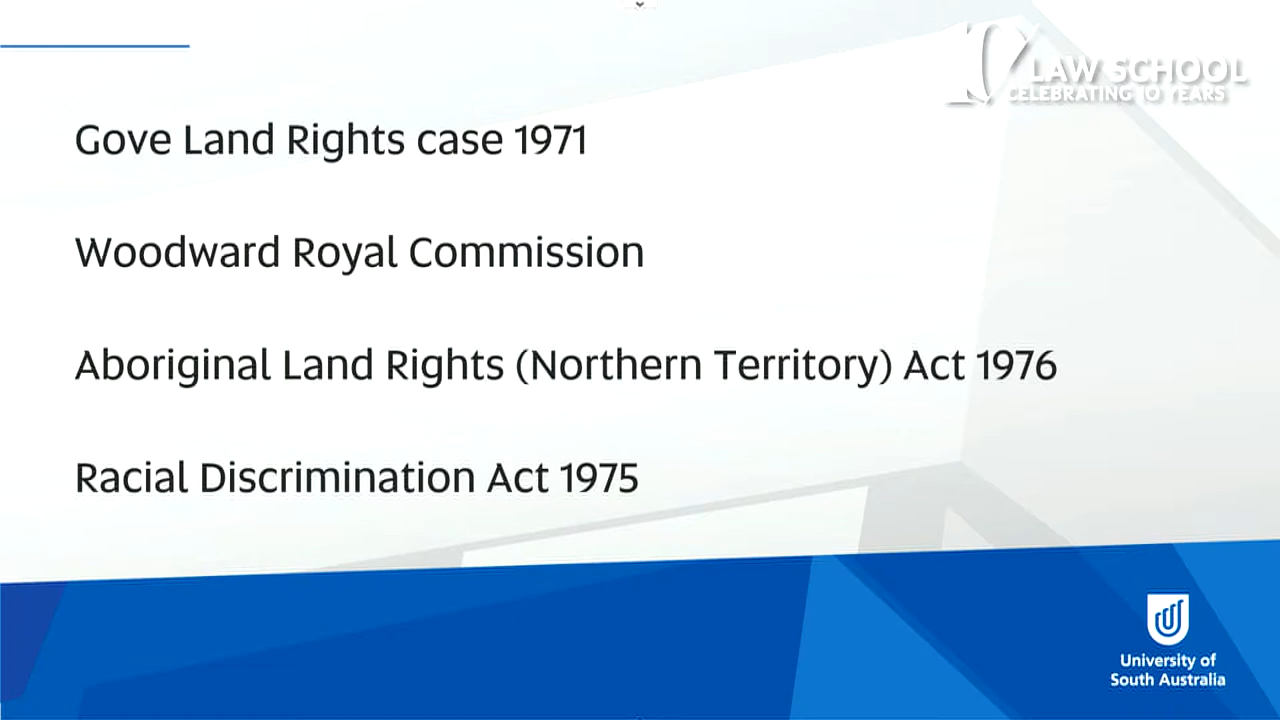 LAW SCHOOL
CELEBRATING 10 YEARS
Gove Land Rights case 1971
Woodward Royal Commission
Aboriginal Land Rights (Northern Territory) Act 1976
Racial Discrimination Act 1975
University of
South Australia